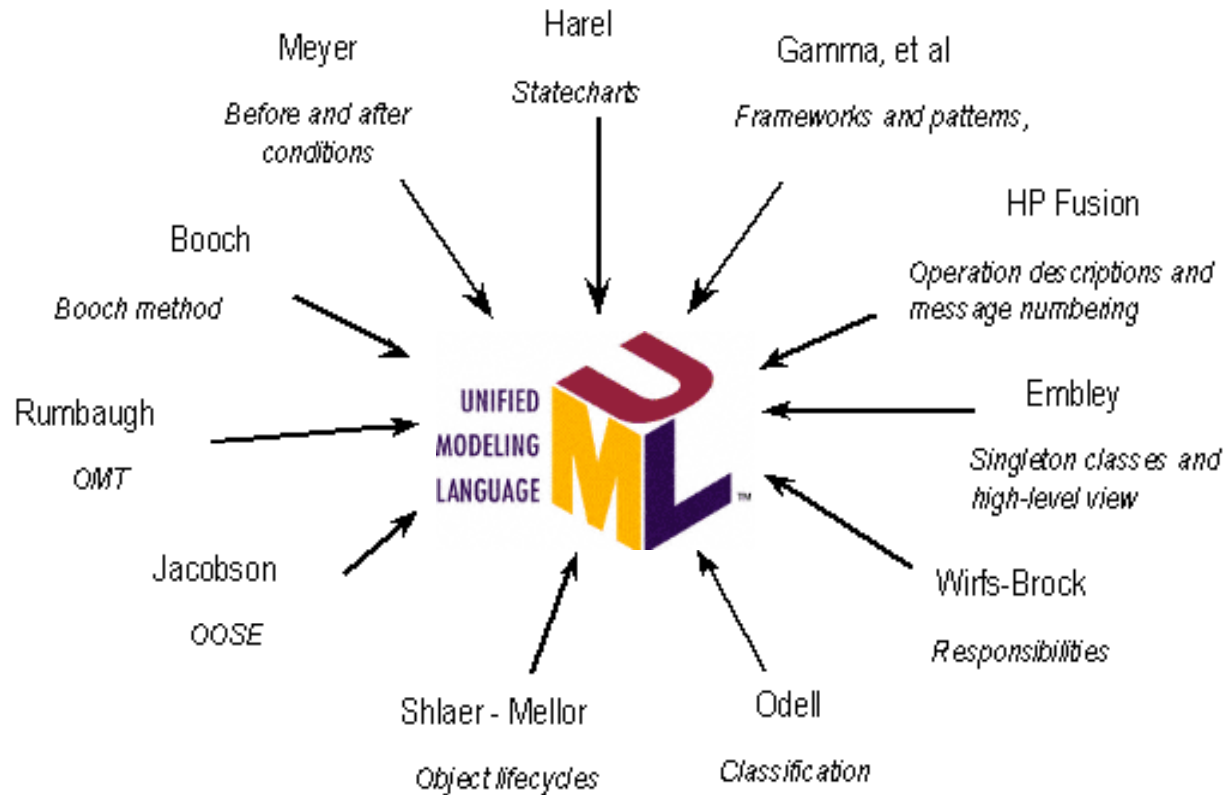 Harel
Statecharts
Meyer
Before and after
conditions
Gamma, et al
Frameworks and patterns,
HP Fusion
Operation descriptions and
message numbering
Booch
Booch method
Embley
Singleton classes and
high-level view
Rumbaugh
OMT
UNIFIED
MODELING
LANGUAGE
UML
TM
Jacobson
OOSE
Wirfs-Brock
Responsibilities
Shlaer - Mellor
Object lifecycles
Odell
Classification